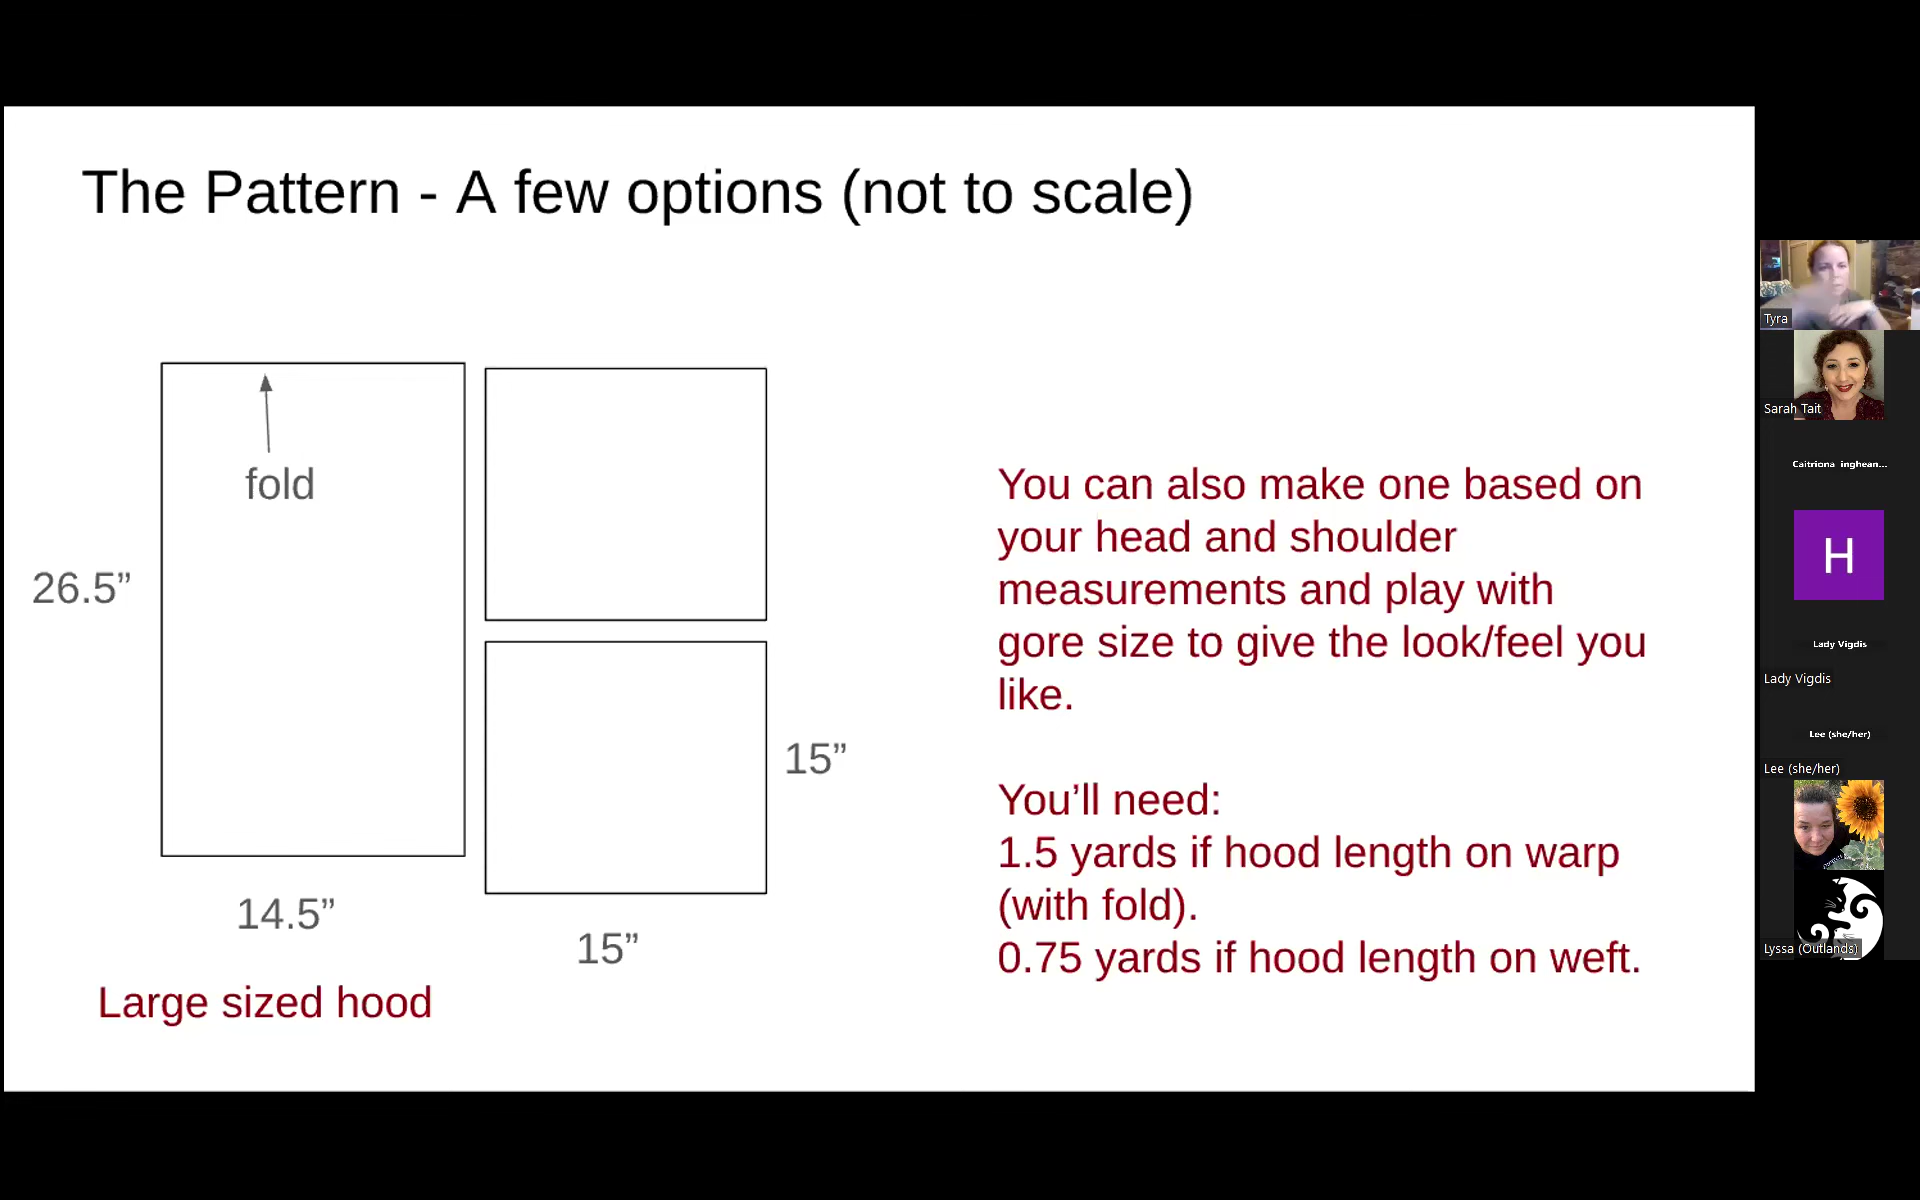 The Pattern - A few options (not to scale)
fold
26.5”
14.5”
15”
15”
Large sized hood
You can also make one based on
your head and shoulder
measurements and play with
gore size to give the look/feel you
like.
You’ll need:
1.5 yards if hood length on warp
(with fold).
0.75 yards if hood length on weft.
Tyra
Sarah Tait
Caitriona inghean...
H
Lady Vigdis
Lady Vigdis
Lee (she/her)
Lee (she/her)
Lyssa (Outlands)